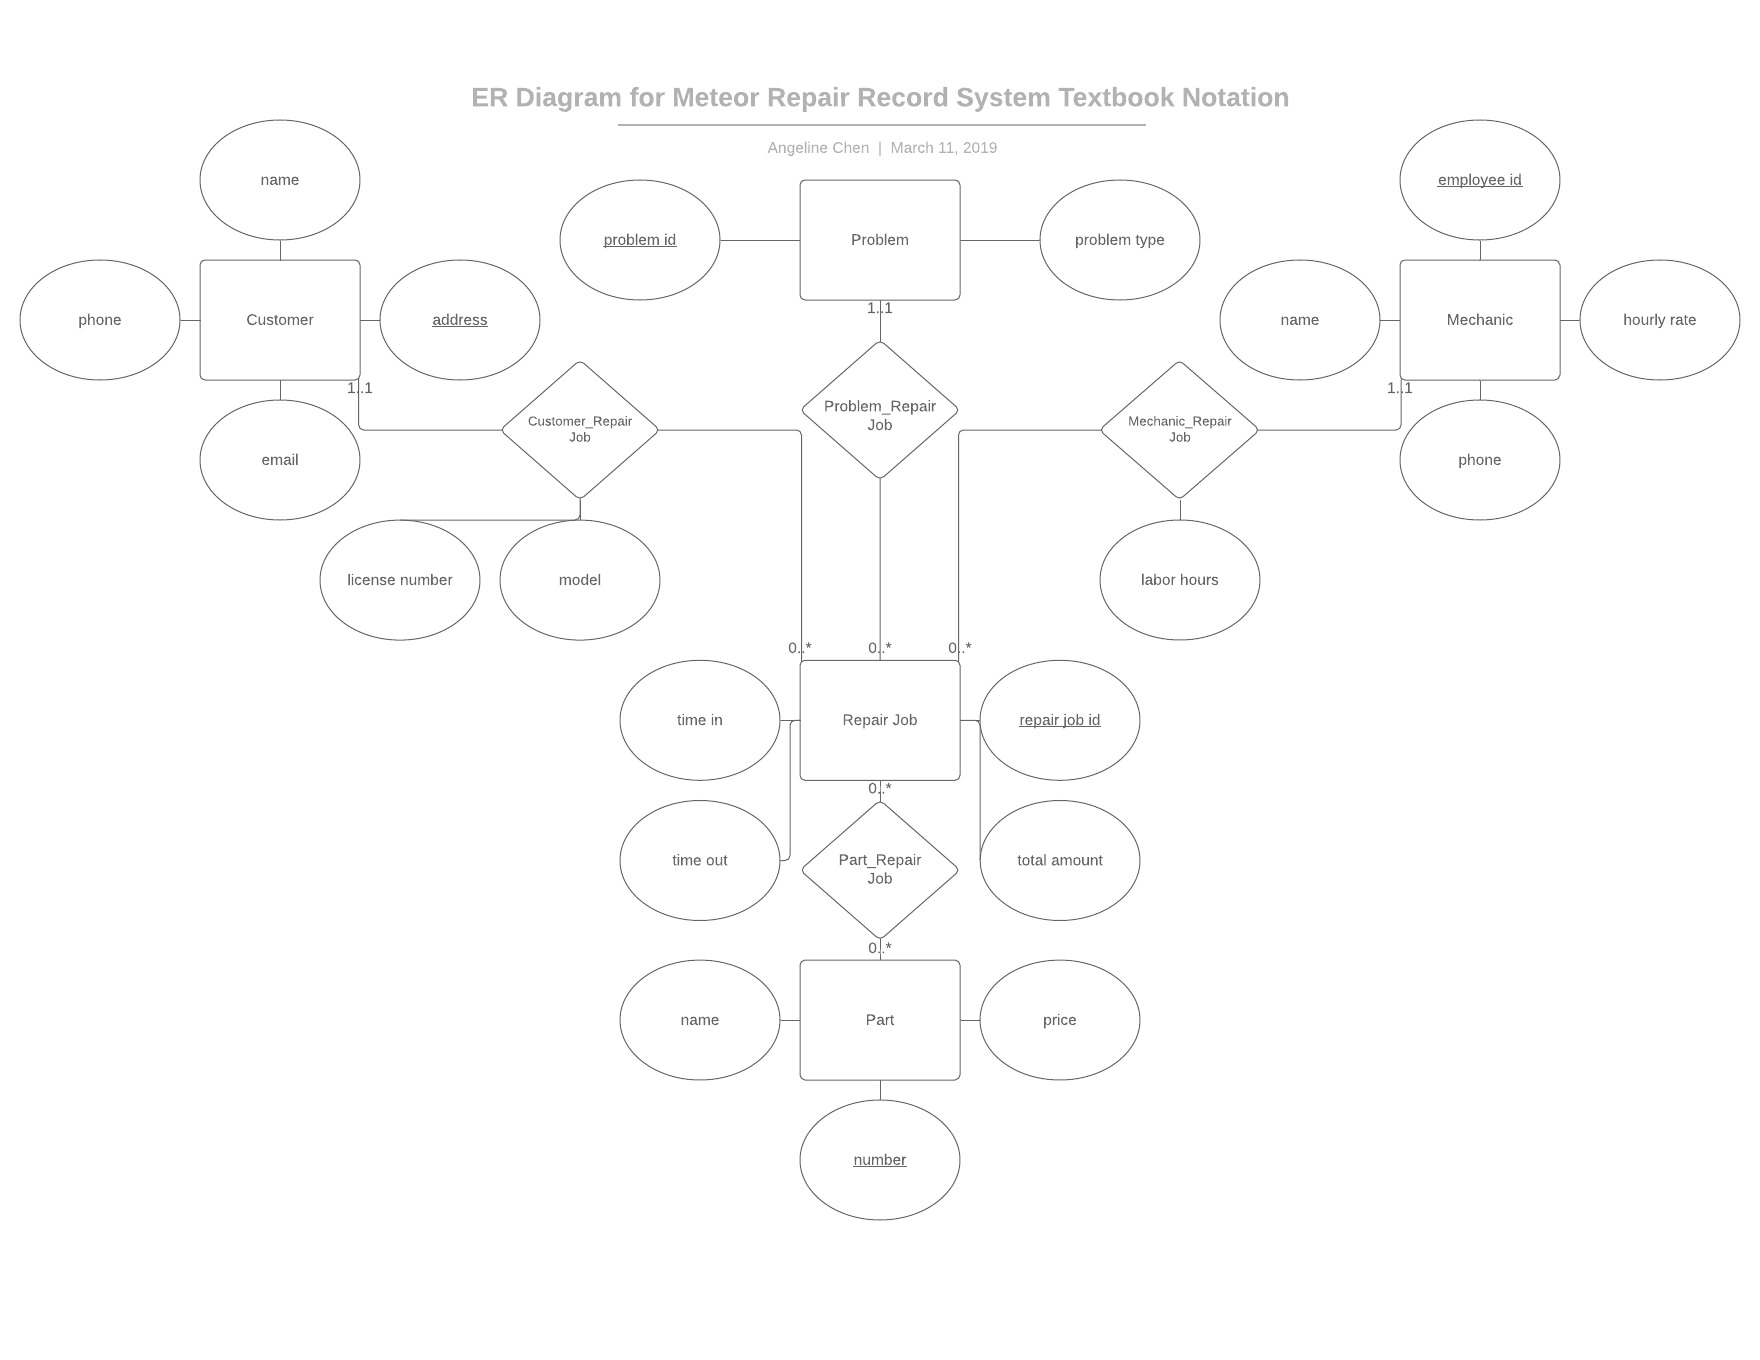 ER Diagram for Meteor Repair Record System Textbook Notation
Angeline Chen | March 11, 2019
name
employee id
problem id
Problem
problem type
phone
Customer
address
name
Mechanic
hourly rate
1..1
1..1
1..1
Customer_Repair
Job
Problem_Repair
Job
Mechanic_Repair
Job
email
phone
license number
model
labor hours
0..*
0..*
0..*
time in
Repair Job
repair job id
0..*
time out
Part_Repair
Job
total amount
0..*
name
Part
price
number